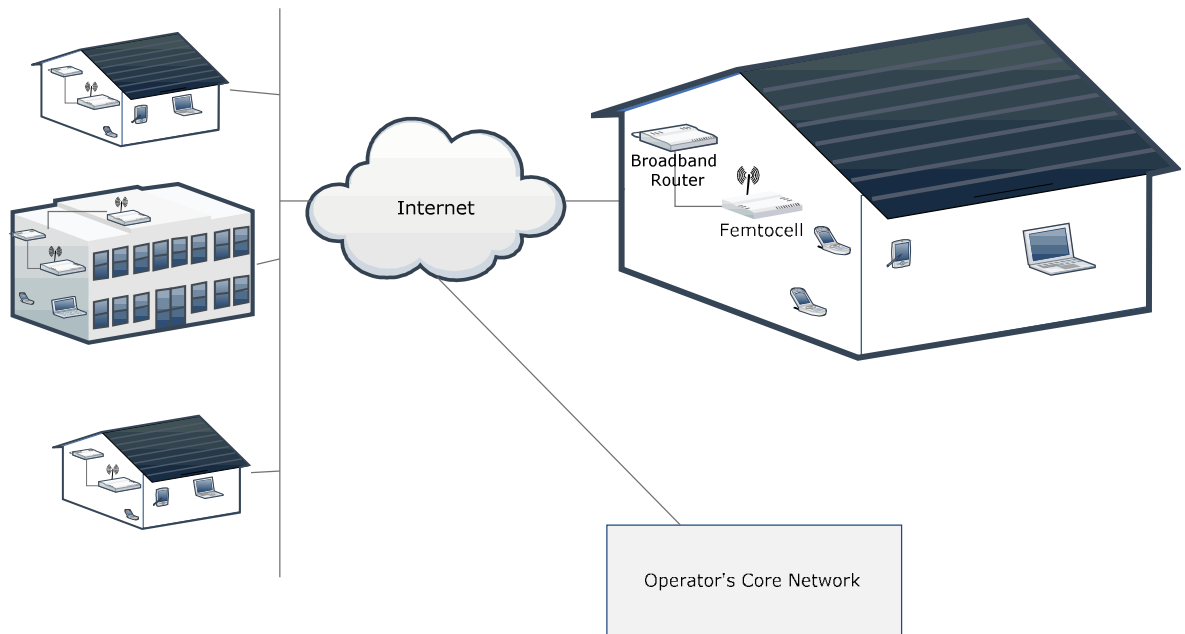 Internet
Broadband
Router
Femtocell
Operator's Core Network